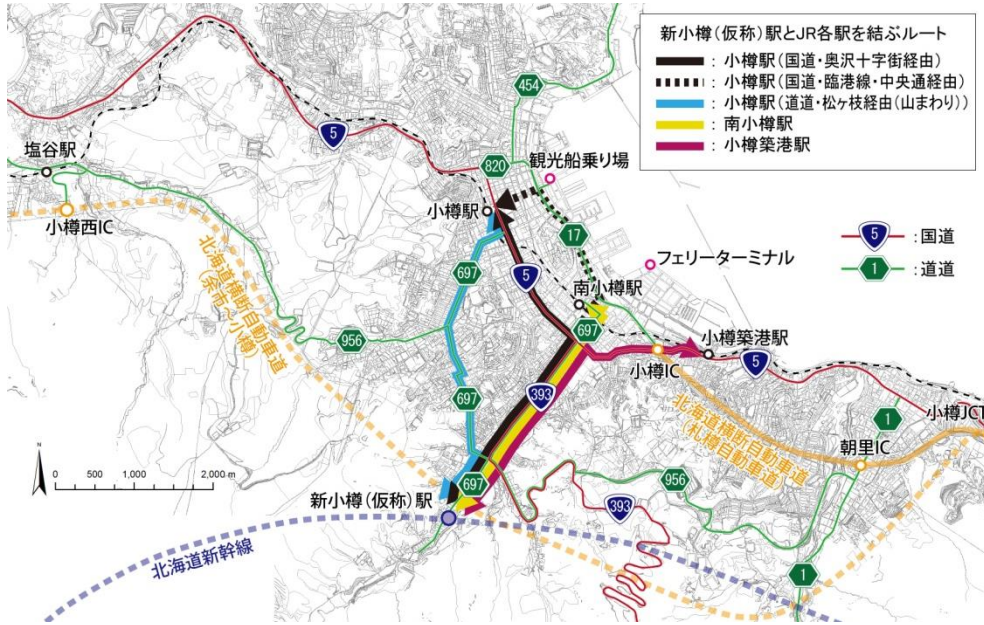 新小樽(仮称)駅とJR各駅を結ぶルート
: 小樽駅(国道・奥沢十字街経由)
: 小樽駅(国道・臨港線・中央通経由)
: 小樽駅(道道・松ヶ枝経由(山まわり))
: 南小樽駅
: 小樽築港駅
454
5
塩谷駅
820
観光船乗り場
小樽駅
小樽西IC
5
:国道
17
1
:道道
フェリーターミナル
697
5
南小樽駅
北海道横断自動車道
(余市~小樽)
956
697
小樽築港駅
小樽IC
5
393
697
北海道横断自動車道
(札樽自動車道)
1
小樽JCT
朝里IC
N
0 500 1,000 2,000 m
697
956
393
新小樽(仮称)駅
北海道新幹線
1